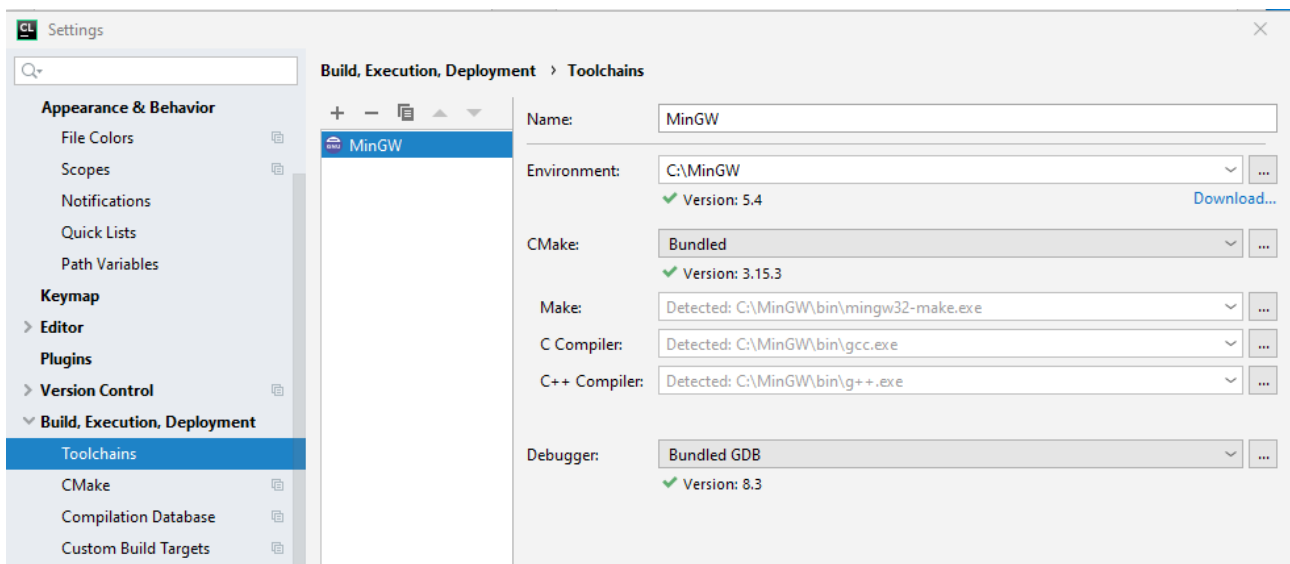 CL Settings
Build, Execution, Deployment > Toolchains
Appearance & Behavior
File Colors
Scopes
Notifications
Quick Lists
Path Variables
Keymap
Editor
Plugins
Version Control
Build, Execution, Deployment
Toolchains
CMake
Compilation Database
Custom Build Targets
GNU MinGW
Name: MinGW
Environment: C:\MinGW ...
Version: 5.4 Download...
CMake: Bundled ...
Version: 3.15.3
Make: Detected: C:\MinGW\bin\mingw32-make.exe ...
C Compiler: Detected: C:\MinGW\bin\gcc.exe ...
C++ Compiler: Detected: C:\MinGW\bin\g++.exe ...
Debugger: Bundled GDB ...
Version: 8.3